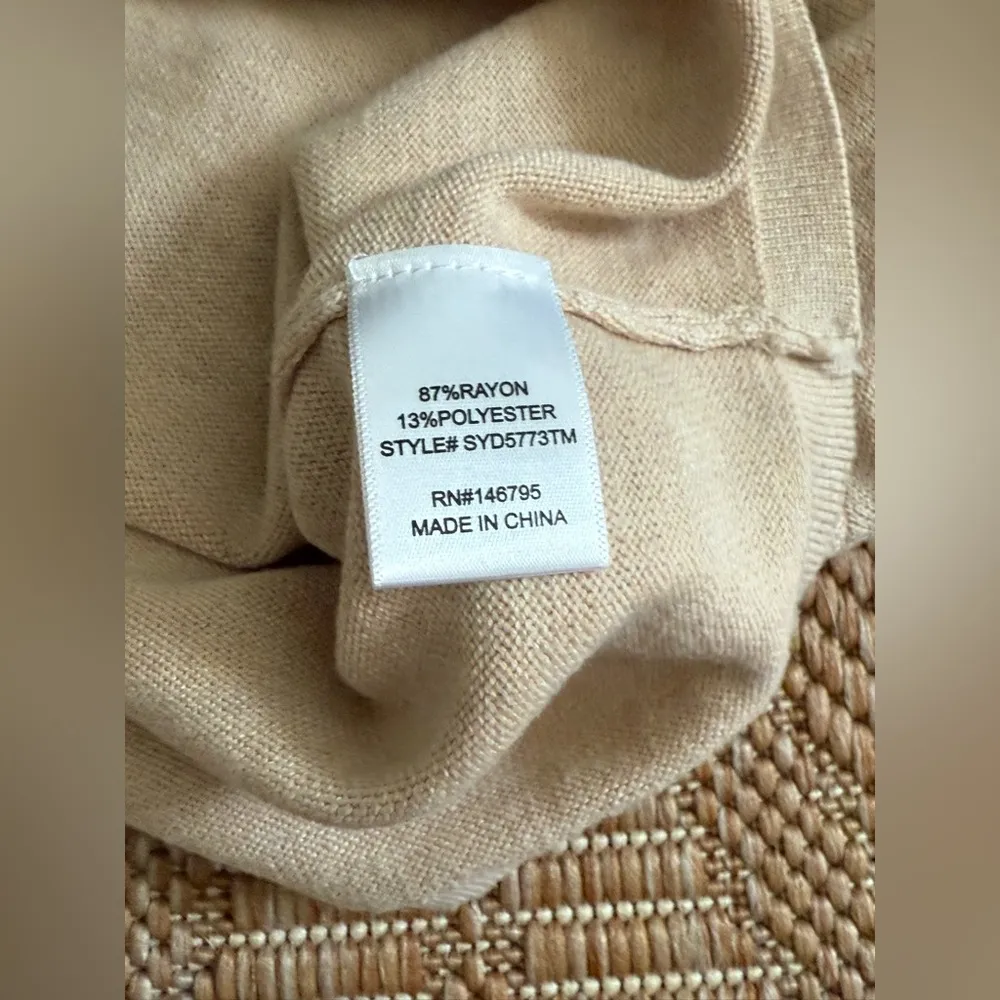 87%RAYON
13%POLYESTER
STYLE# SYD5773TM
RN#146795
MADE IN CHINA